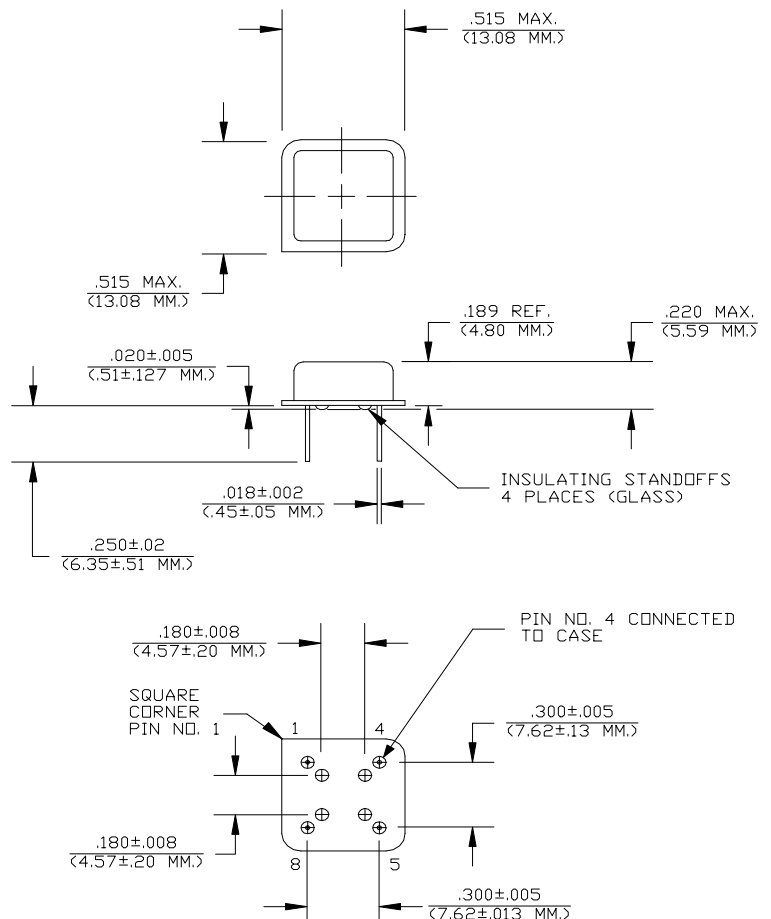 .515 MAX.
(13.08 MM.)
.515 MAX.
(13.08 MM.)
.189 REF.
(4.80 MM.)
.220 MAX.
(5.59 MM.)
.020±.005
(.51±.127 MM.)
INSULATING STANDOFFS
4 PLACES (GLASS)
.018±.002
(.45±.05 MM.)
.250±.02
(6.35±.51 MM.)
PIN NO. 4 CONNECTED
TO CASE
.180±.008
(4.57±.20 MM.)
SQUARE
CORNER
PIN NO. 1
1
4
.300±.005
(7.62±.13 MM.)
.180±.008
(4.57±.20 MM.)
8
5
.300±.005
(7.62±.013 MM.)